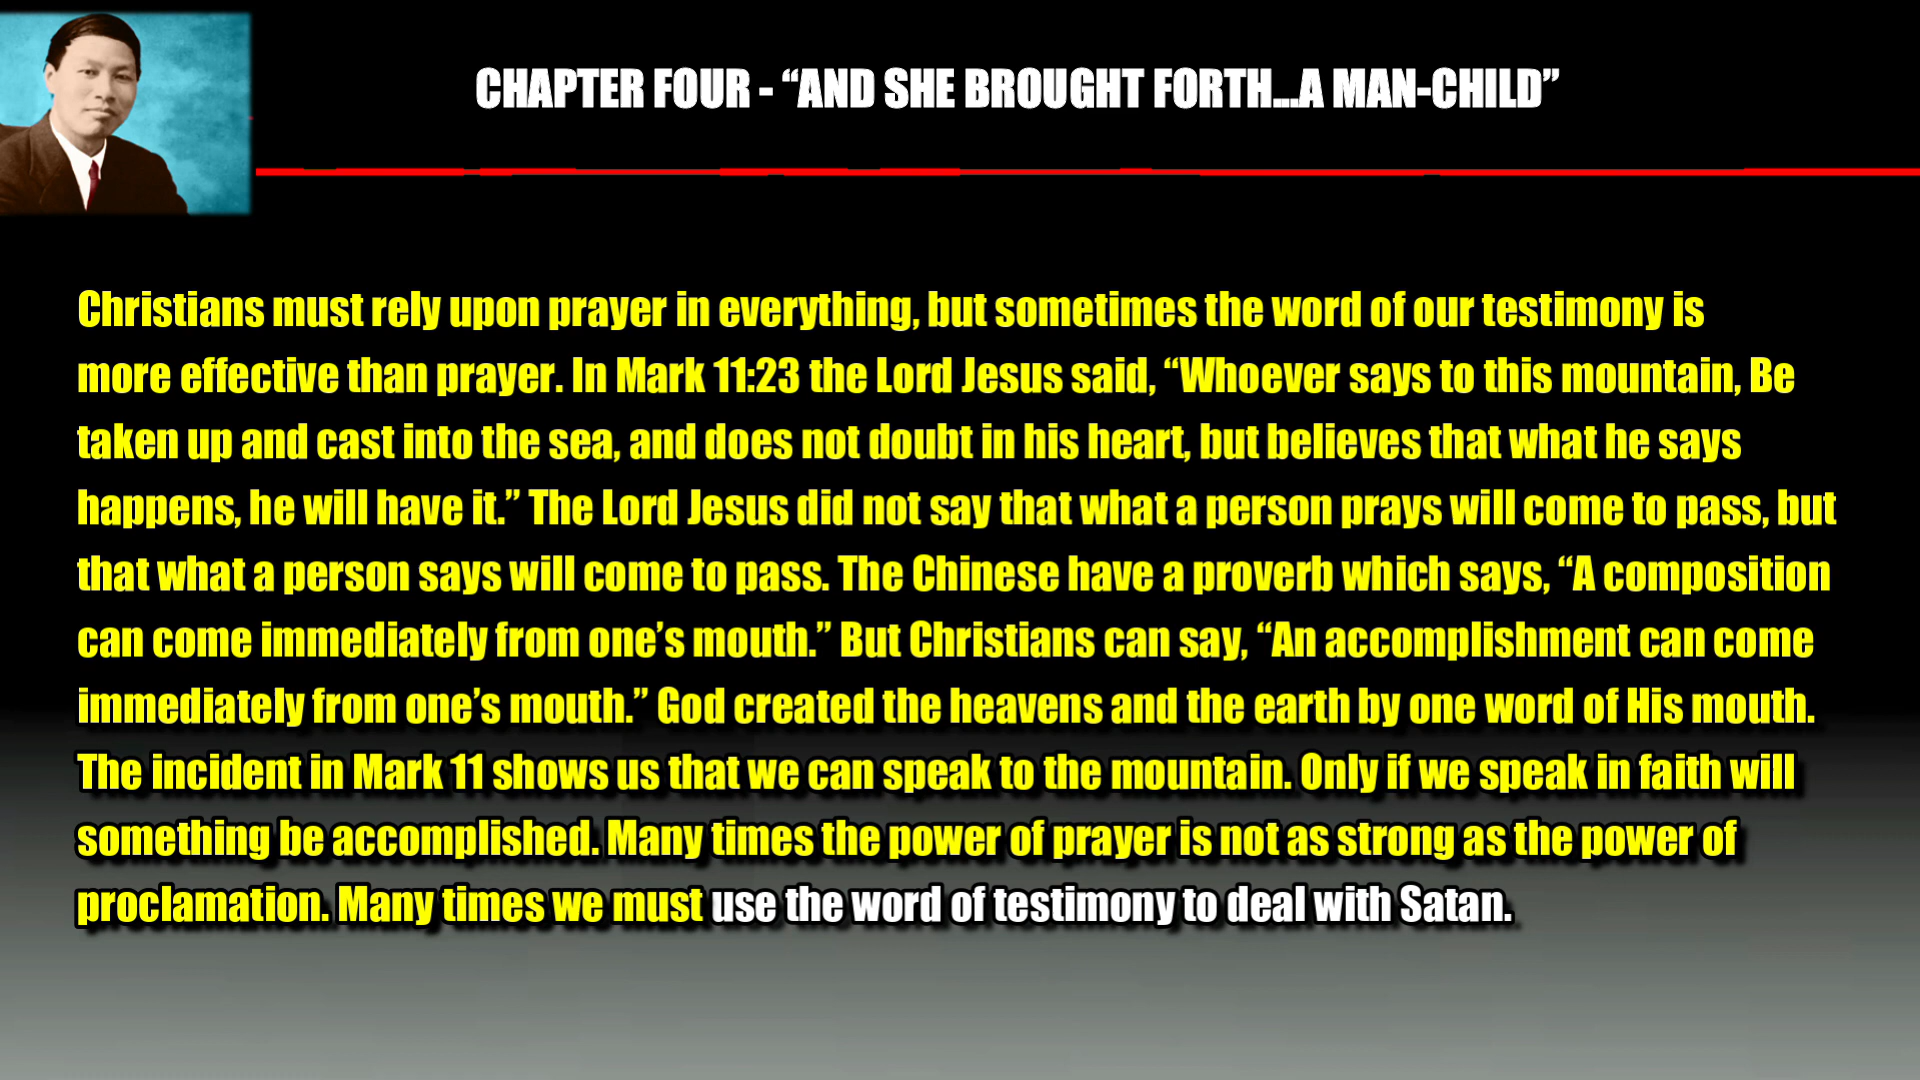 CHAPTER FOUR - “AND SHE BROUGHT FORTH...A MAN-CHILD”
Christians must rely upon prayer in everything, but sometimes the word of our testimony is
more effective than prayer. In Mark 11:23 the Lord Jesus said, “Whoever says to this mountain, Be
taken up and cast into the sea, and does not doubt in his heart, but believes that what he says
happens, he will have it.” The Lord Jesus did not say that what a person prays will come to pass, but
that what a person says will come to pass. The Chinese have a proverb which says, “A composition
can come immediately from one’s mouth.” But Christians can say, “An accomplishment can come
immediately from one’s mouth.” God created the heavens and the earth by one word of His mouth.
The incident in Mark 11 shows us that we can speak to the mountain. Only if we speak in faith will
something be accomplished. Many times the power of prayer is not as strong as the power of
proclamation. Many times we must use the word of testimony to deal with Satan.